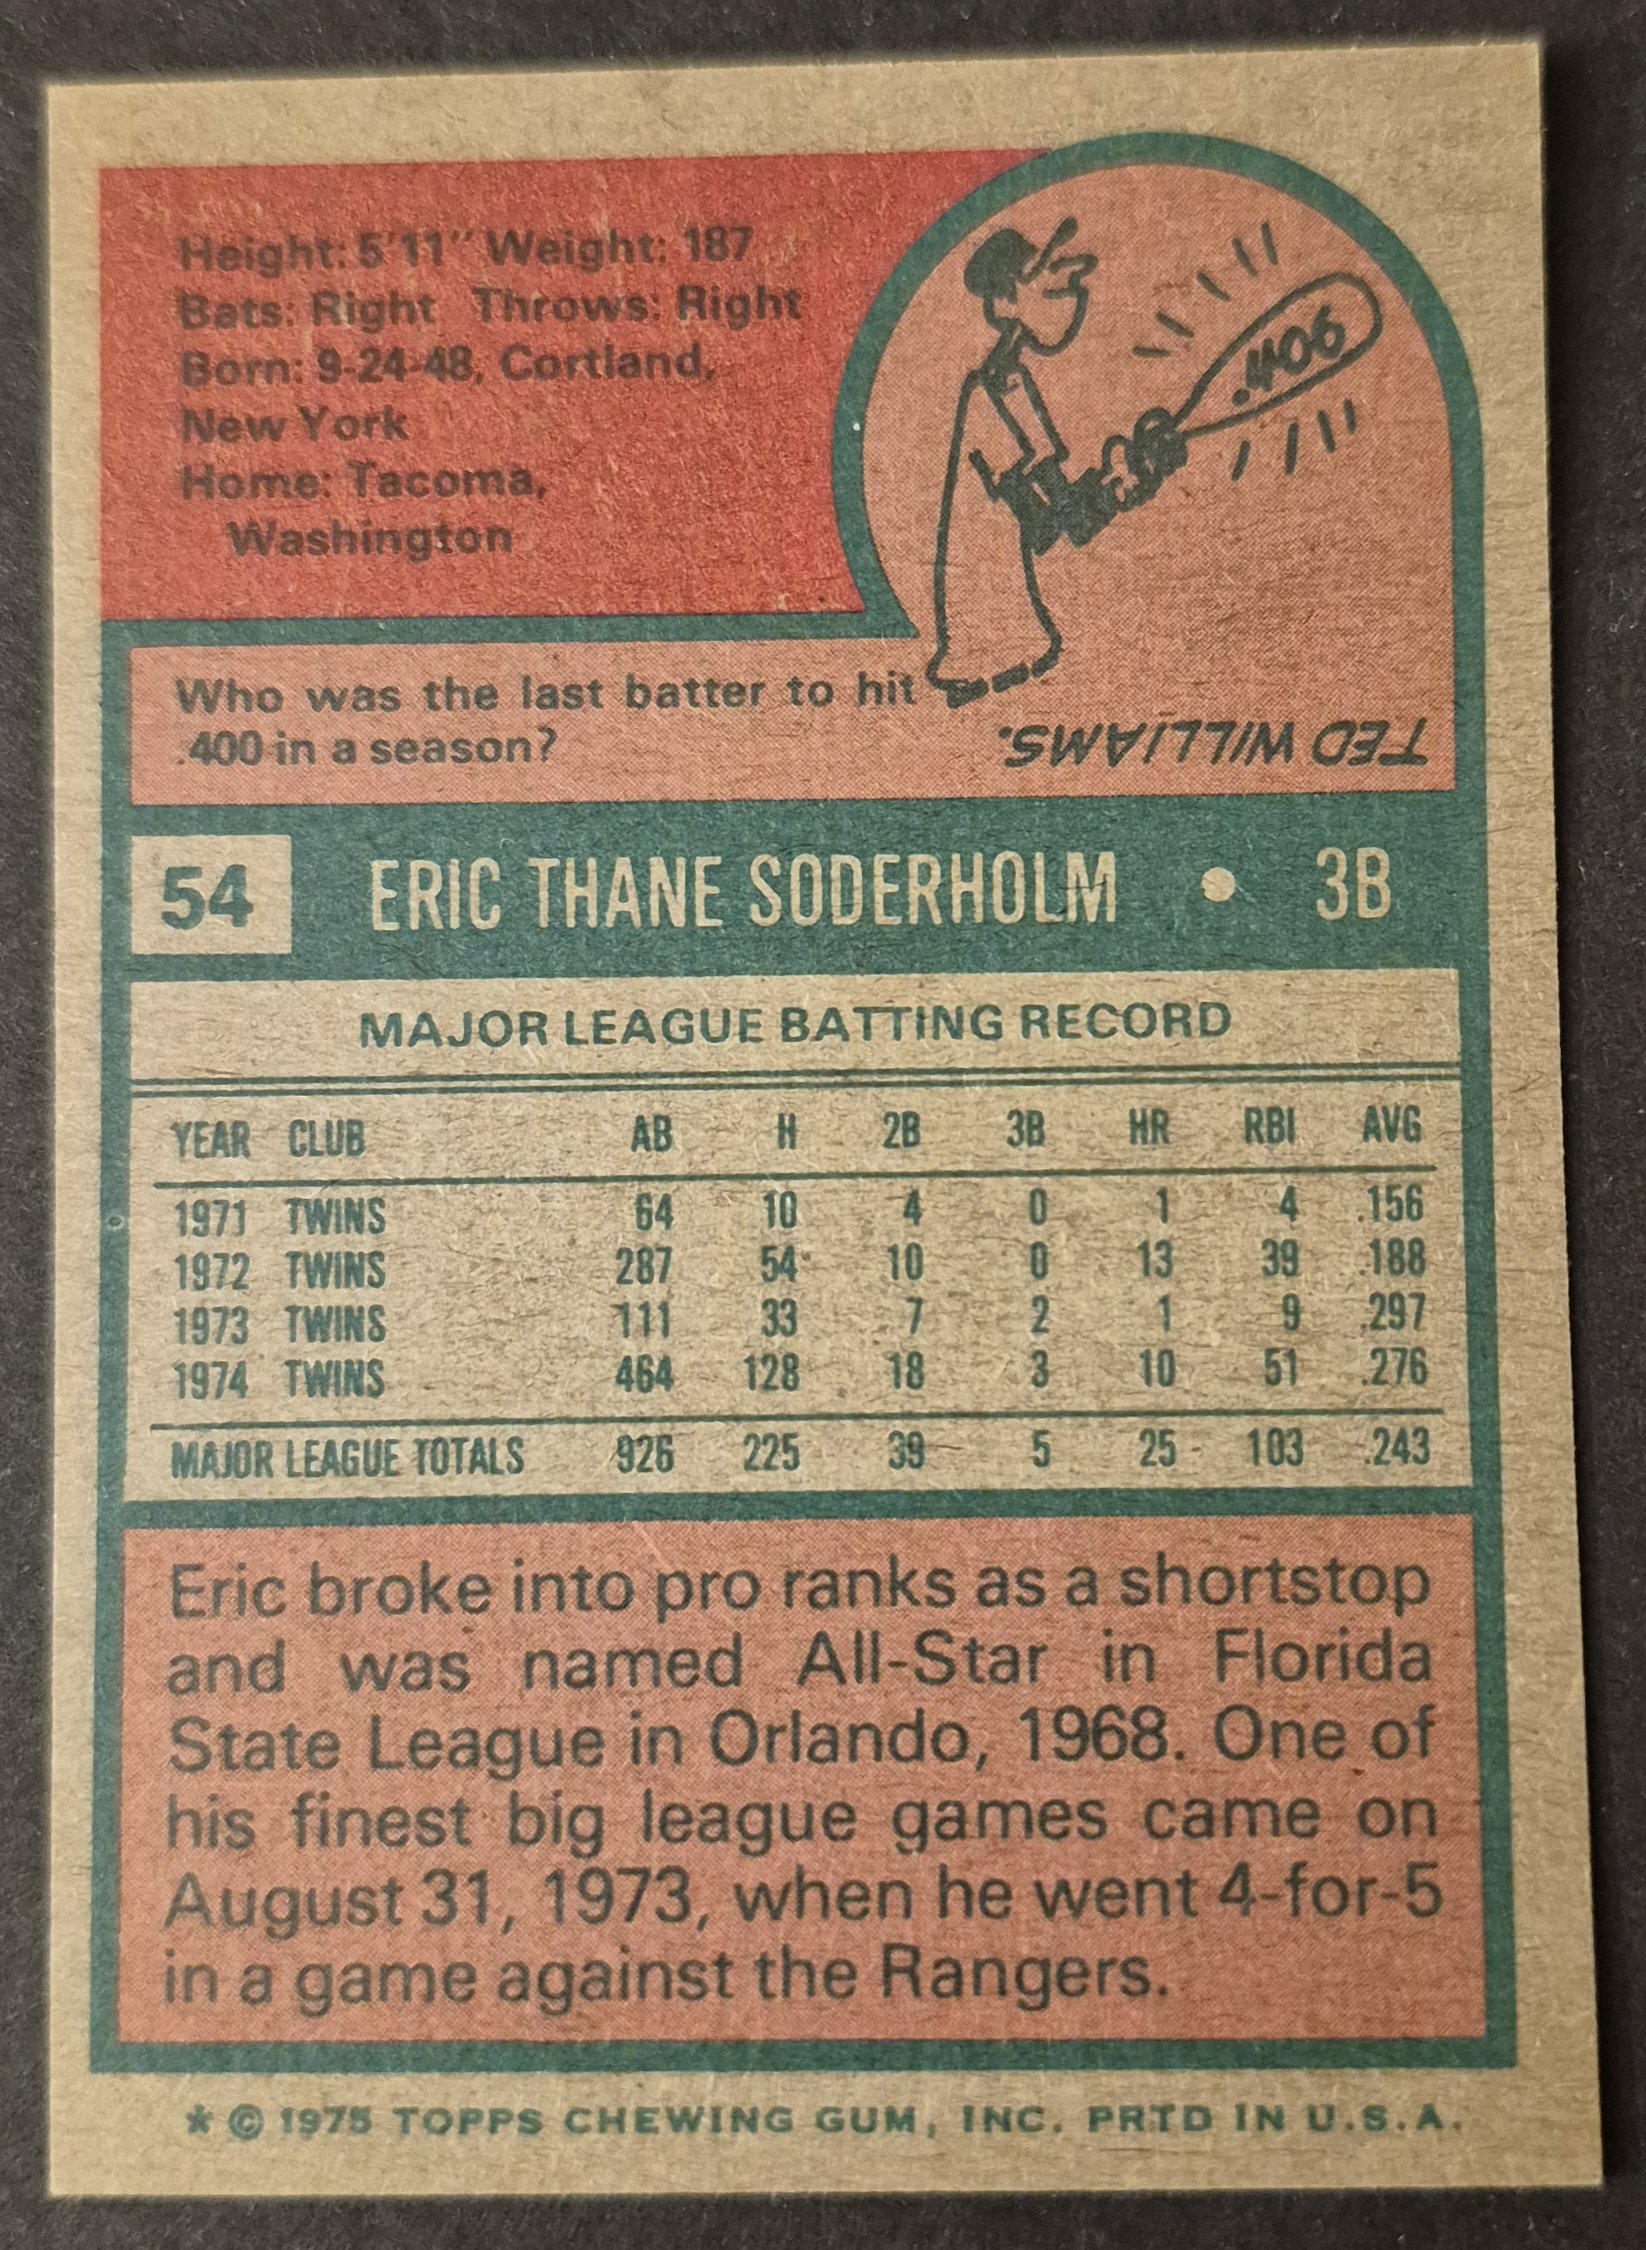 Height: 5'11" Weight: 187
Bats: Right Throws: Right
Born: 9-24-48, Cortland,
New York
Home: Tacoma,
Washington
.406
Who was the last batter to hit
.400 in a season?
TED WILLIAMS.
54 ERIC THANE SODERHOLM • 3B
MAJOR LEAGUE BATTING RECORD
YEAR CLUB AB H 2B 3B HR RBI AVG
1971 TWINS 64 10 4 0 1 4 .156
1972 TWINS 287 54 10 0 13 39 .188
1973 TWINS 111 33 7 2 1 9 .297
1974 TWINS 464 128 18 3 10 51 .276
MAJOR LEAGUE TOTALS 926 225 39 5 25 103 .243
Eric broke into pro ranks as a shortstop
and was named All-Star in Florida
State League in Orlando, 1968. One of
his finest big league games came on
August 31, 1973, when he went 4-for-5
in a game against the Rangers.
* © 1975 TOPPS CHEWING GUM, INC. PRTD IN U.S.A.